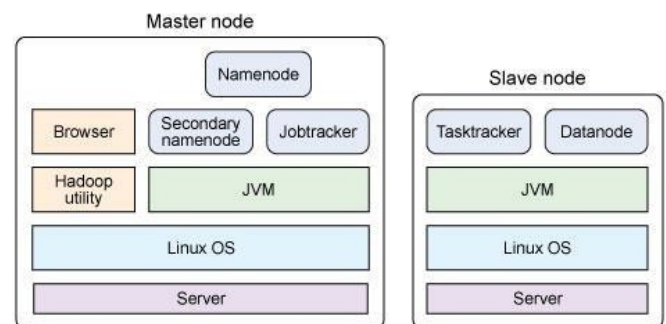 Master node
Namenode
Browser
Secondary
namenode
Jobtracker
Hadoop
utility
JVM
Linux OS
Server
Slave node
Tasktracker
Datanode
JVM
Linux OS
Server